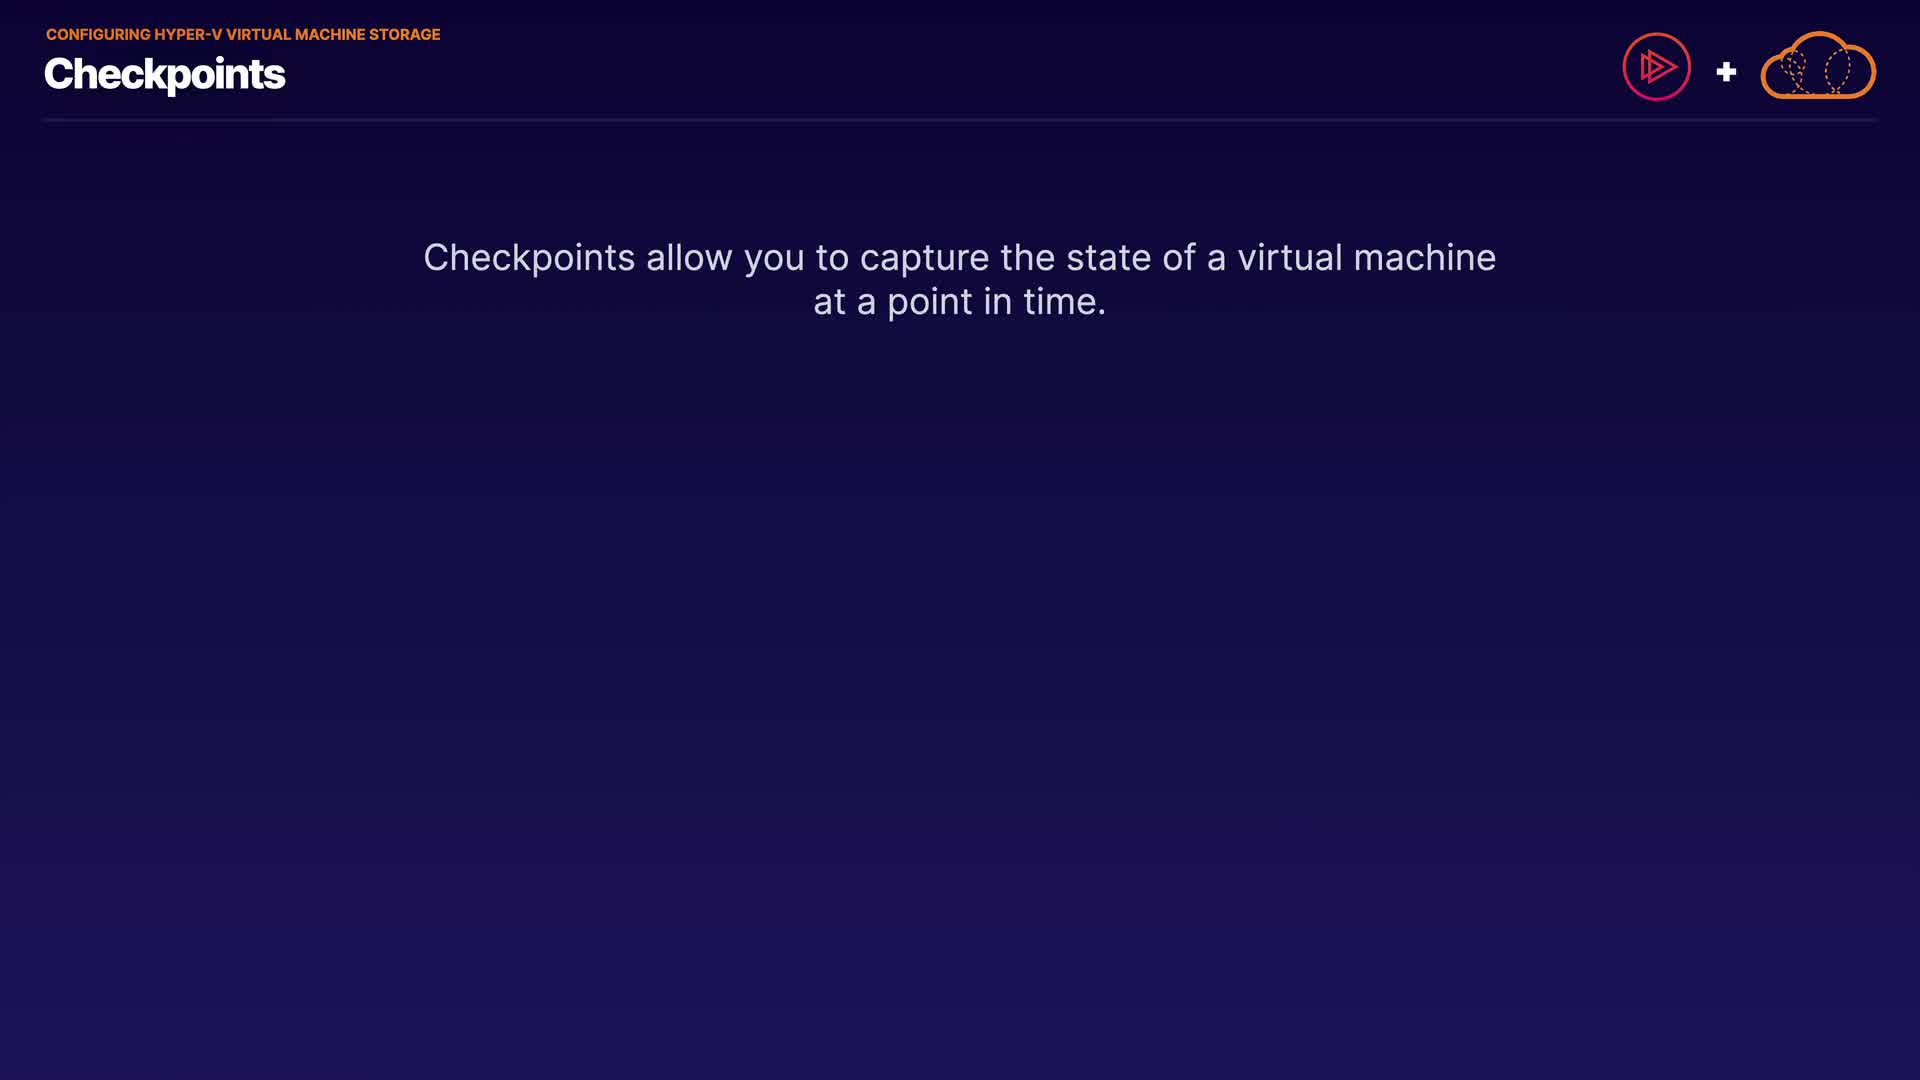 CONFIGURING HYPER-V VIRTUAL MACHINE STORAGE
Checkpoints
+
Checkpoints allow you to capture the state of a virtual machine
at a point in time.